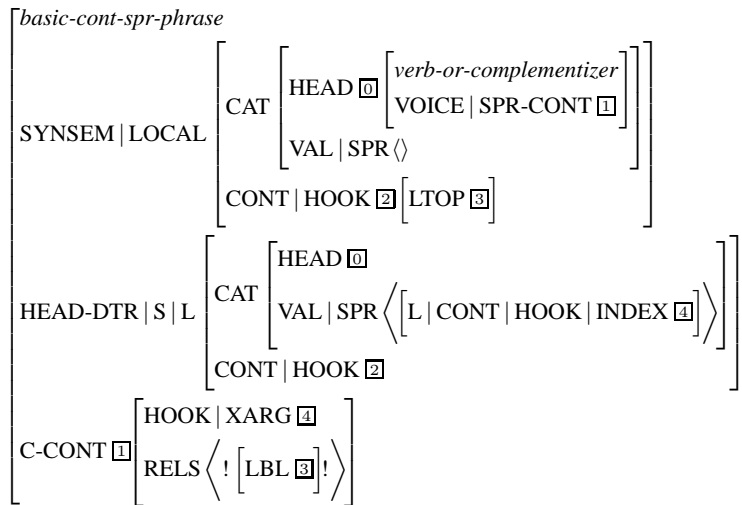 basic-cont-spr-phrase
SYNSEM | LOCAL [CAT [HEAD 0 [verb-or-complementizer
VOICE | SPR-CONT 1]
VAL | SPR ⟨⟩]
CONT | HOOK 2 [LTOP 3]]
HEAD-DTR | S | L [CAT [HEAD 0
VAL | SPR ⟨[L | CONT | HOOK | INDEX 4]⟩]
CONT | HOOK 2]
C-CONT 1 [HOOK | XARG 4
RELS ⟨! [LBL 3]! ⟩]